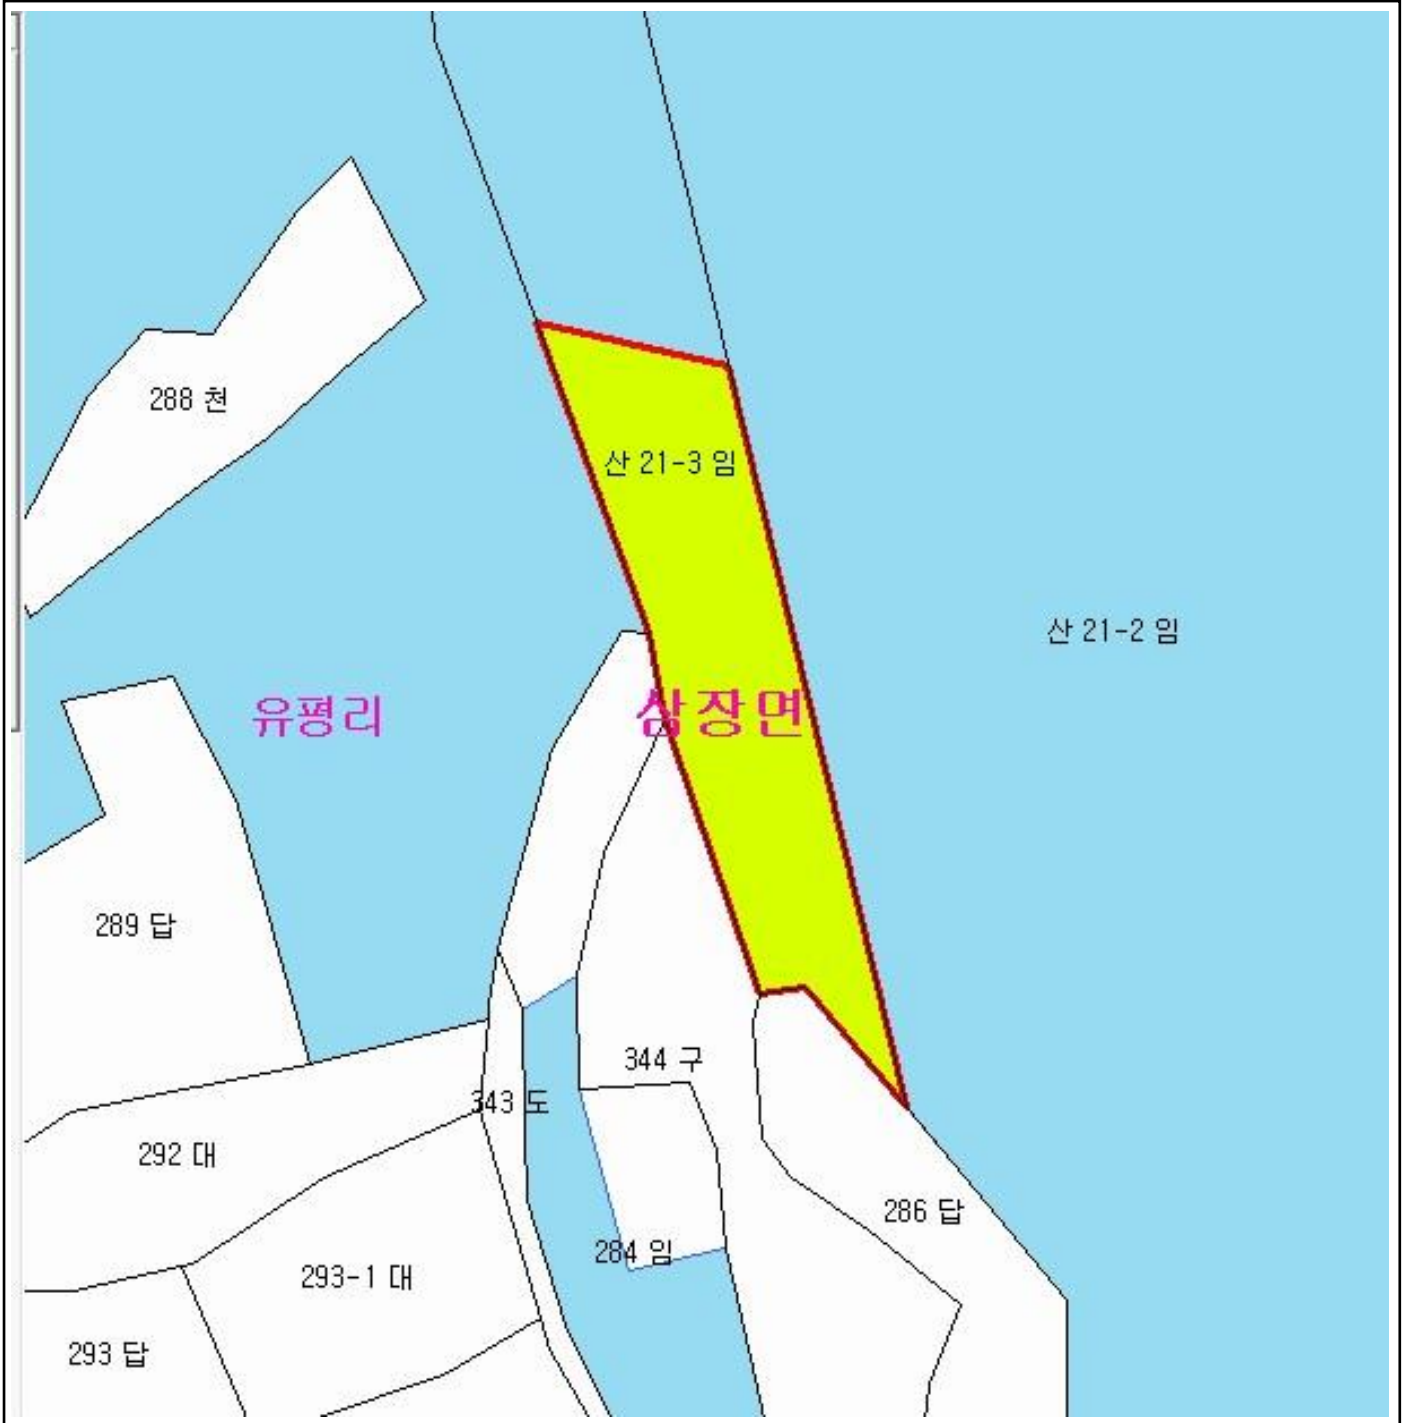 288 천
산 21-3 임
산 21-2 임
유평리
삼장면
289 답
344 구
343 도
292 대
286 답
284 임
293-1 대
293 답